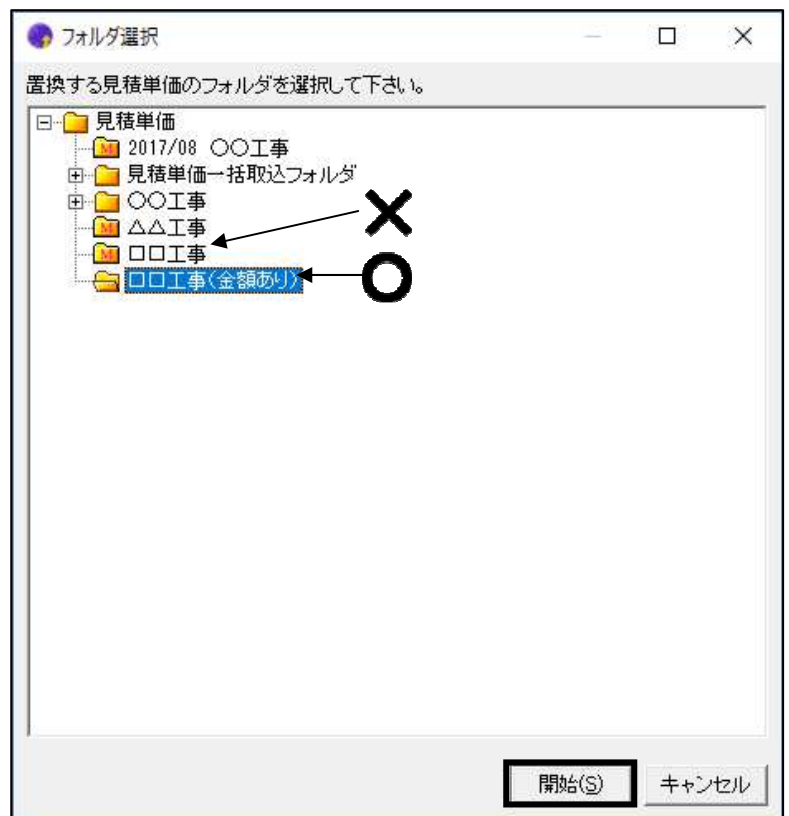 フォルダ選択
置換する見積単価のフォルダを選択して下さい。
見積単価
2017/08 〇〇工事
見積単価一括取込フォルダ
〇〇工事
△△工事
□□工事
□□工事(金額あり)
開始(S) キャンセル